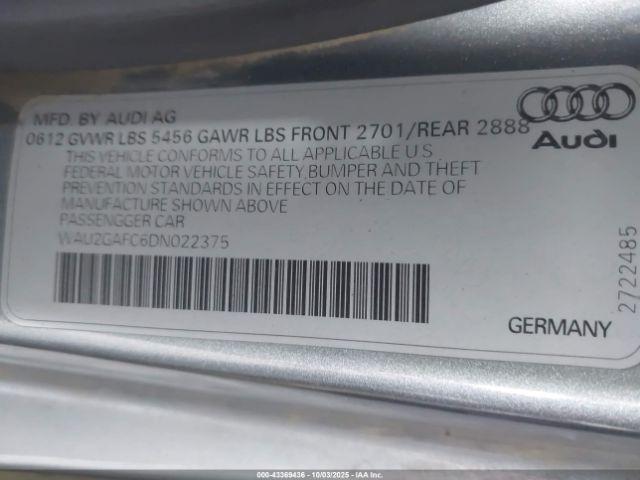 MFD. BY AUDI AG
0612 GVWR LBS 5456 GAWR LBS FRONT 2701/REAR 2888
THIS VEHICLE CONFORMS TO ALL APPLICABLE U S
FEDERAL MOTOR VEHICLE SAFETY,BUMPER AND THEFT
PREVENTION STANDARDS IN EFFECT ON THE DATE OF
MANUFACTURE SHOWN ABOVE
PASSENGGER CAR
WAU2GAFC6DN022375
Audi
2722485
GERMANY
000-43369436 - 10/03/2025 - IAA, Inc.